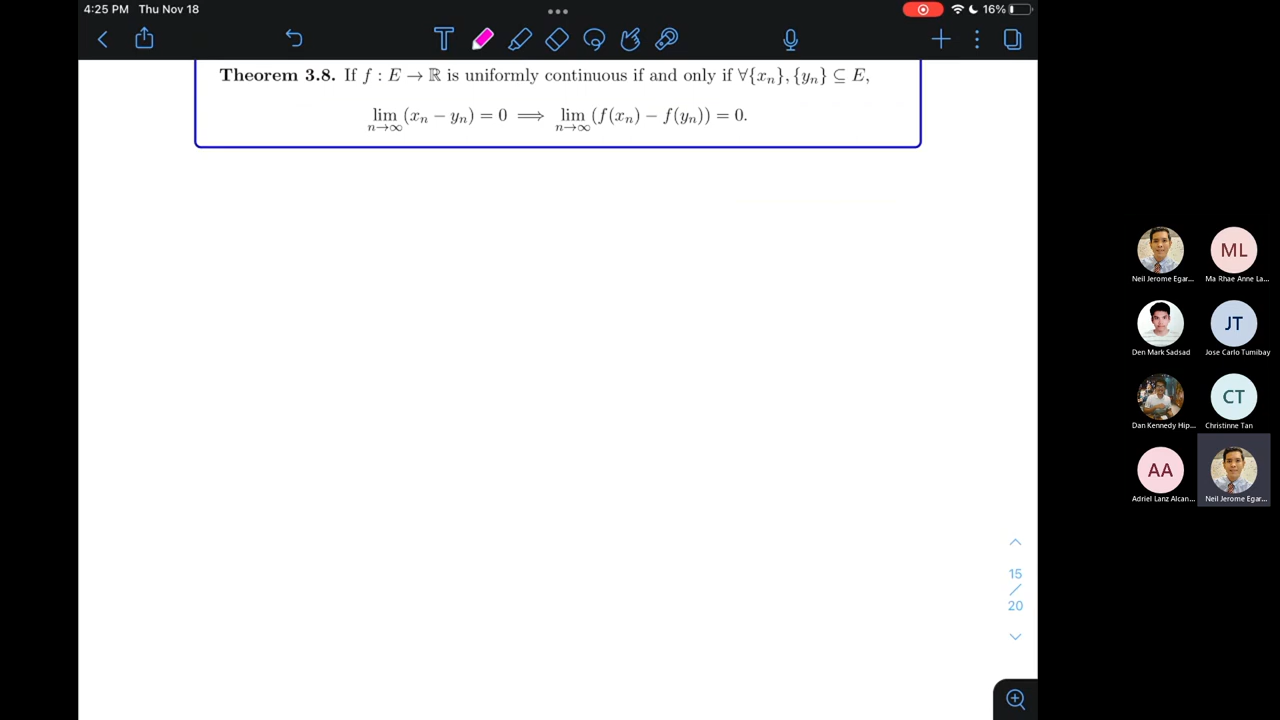 4:25 PM Thu Nov 18
16%
T
Theorem 3.8. If f : E → ℝ is uniformly continuous if and only if ∀{xₙ}, {yₙ} ⊆ E,
lim n→∞ (xₙ − yₙ) = 0 ⟹ lim n→∞ (f(xₙ) − f(yₙ)) = 0.
ML
Neil Jerome Egar...
Ma Rhae Anne La...
JT
Den Mark Sadsad
Jose Carlo Tumibay
CT
Dan Kennedy Hip...
Christinne Tan
AA
Adriel Lanz Alcan...
Neil Jerome Egar...
15
/
20